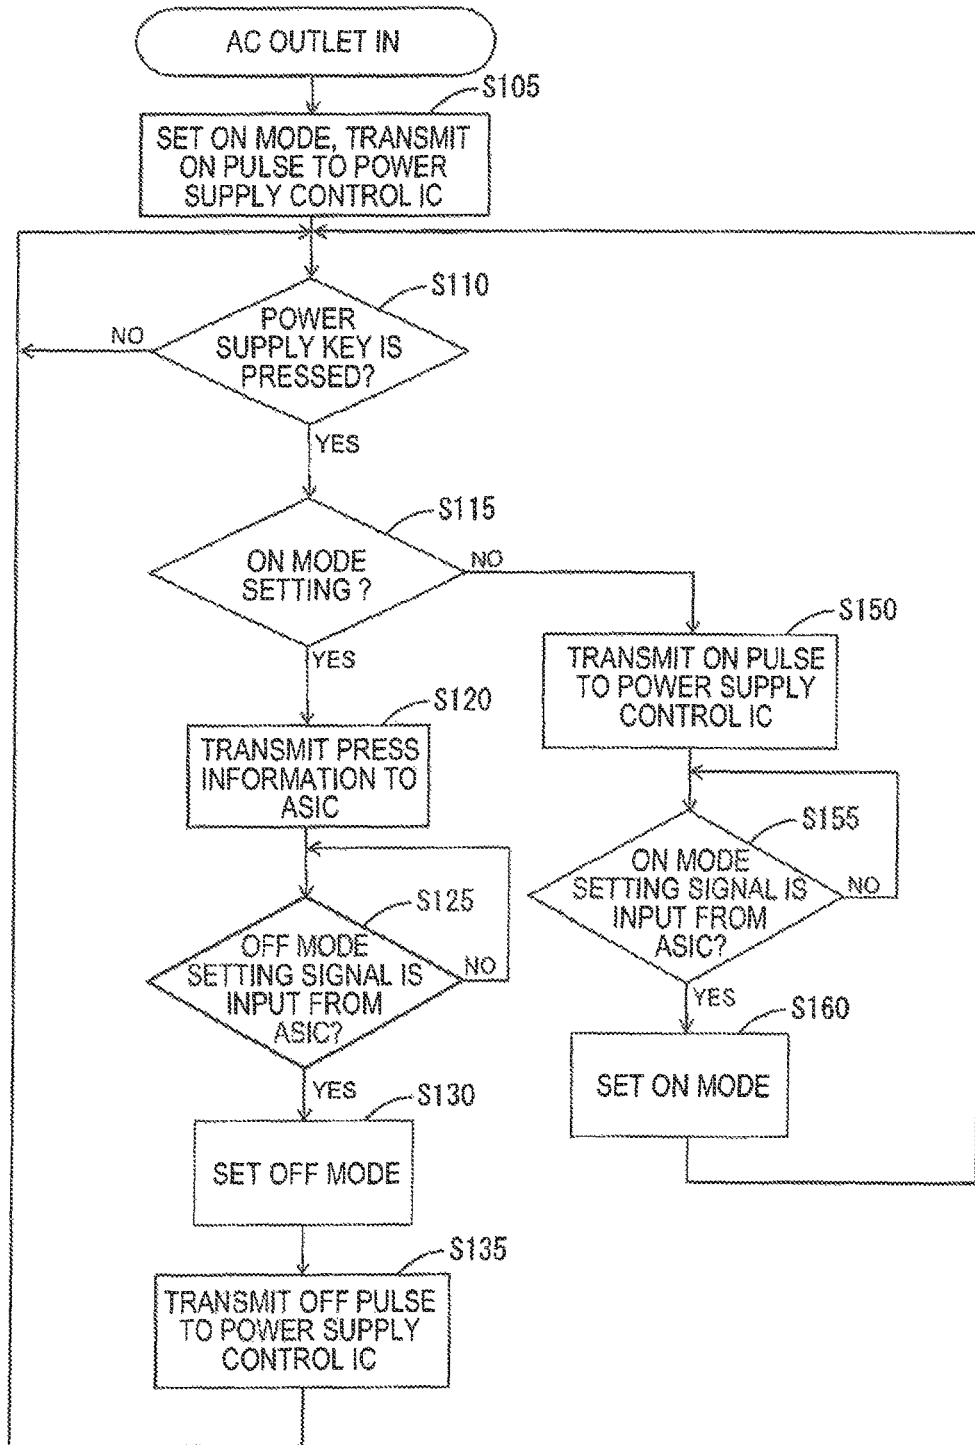 AC OUTLET IN
S105
SET ON MODE, TRANSMIT
ON PULSE TO POWER
SUPPLY CONTROL IC
S110
POWER
SUPPLY KEY IS
PRESSED?
NO
YES
S115
ON MODE
SETTING ?
NO
YES
S150
TRANSMIT ON PULSE
TO POWER SUPPLY
CONTROL IC
S120
TRANSMIT PRESS
INFORMATION TO
ASIC
S155
ON MODE
SETTING SIGNAL IS
INPUT FROM
ASIC?
NO
YES
S125
OFF MODE
SETTING SIGNAL IS
INPUT FROM
ASIC?
NO
YES
S160
SET ON MODE
S130
SET OFF MODE
S135
TRANSMIT OFF PULSE
TO POWER SUPPLY
CONTROL IC